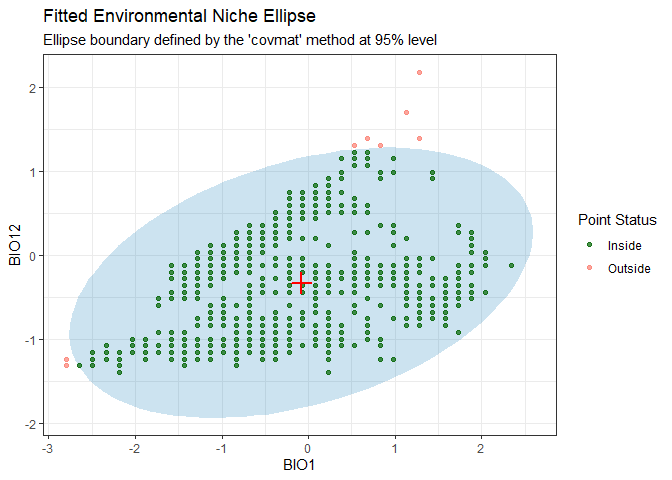 Fitted Environmental Niche Ellipse
Ellipse boundary defined by the 'covmat' method at 95% level
2
1
0
-1
-2
BIO12
-3
-2
-1
0
1
2
BIO1
Point Status
Inside
Outside